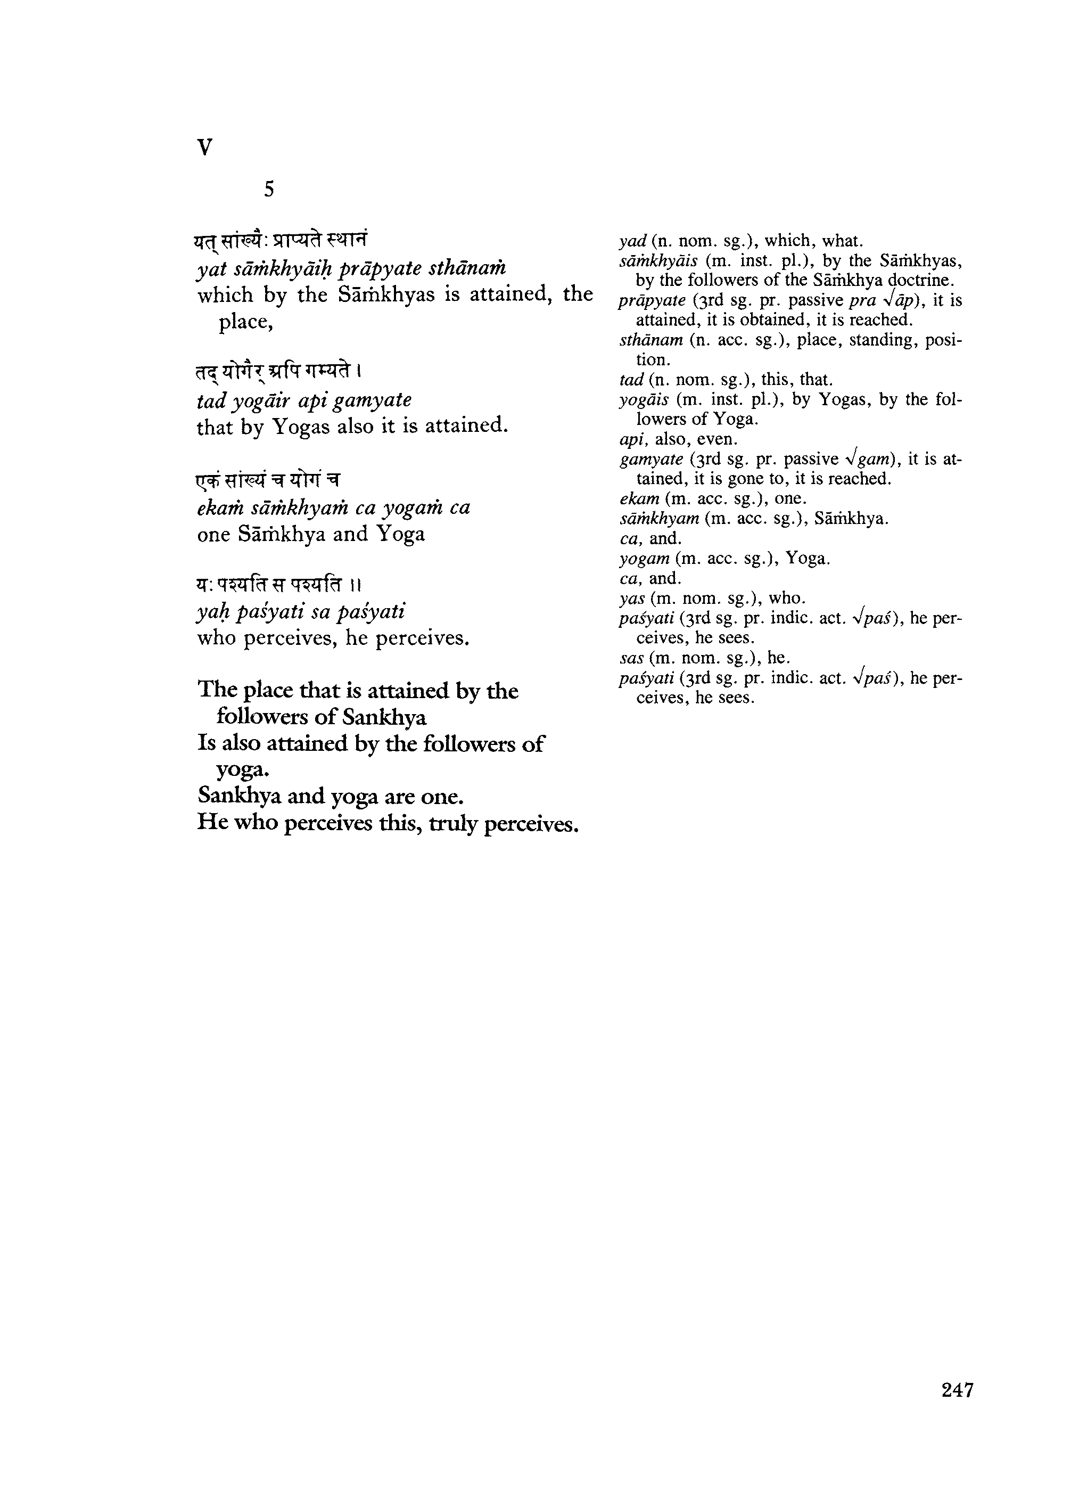 V
5
यत् सांख्यैः प्राप्यते स्थानं
yat sāṁkhyāiḥ prāpyate sthānaṁ
which by the Sāṁkhyas is attained, the
place,
तद् योगैर् अपि गम्यते ।
tad yogāir api gamyate
that by Yogas also it is attained.
एकं सांख्यं च योगं च
ekaṁ sāṁkhyaṁ ca yogaṁ ca
one Sāṁkhya and Yoga
यः पश्यति स पश्यति ॥
yaḥ paśyati sa paśyati
who perceives, he perceives.
The place that is attained by the
followers of Sankhya
Is also attained by the followers of
yoga.
Sankhya and yoga are one.
He who perceives this, truly perceives.
yad (n. nom. sg.), which, what.
sāṁkhyāis (m. inst. pl.), by the Sāṁkhyas,
by the followers of the Sāṁkhya doctrine.
prāpyate (3rd sg. pr. passive pra √āp), it is
attained, it is obtained, it is reached.
sthānam (n. acc. sg.), place, standing, posi-
tion.
tad (n. nom. sg.), this, that.
yogāis (m. inst. pl.), by Yogas, by the fol-
lowers of Yoga.
api, also, even.
gamyate (3rd sg. pr. passive √gam), it is at-
tained, it is gone to, it is reached.
ekam (m. acc. sg.), one.
sāṁkhyam (m. acc. sg.), Sāṁkhya.
ca, and.
yogam (m. acc. sg.), Yoga.
ca, and.
yas (m. nom. sg.), who.
paśyati (3rd sg. pr. indic. act. √paś), he per-
ceives, he sees.
sas (m. nom. sg.), he.
paśyati (3rd sg. pr. indic. act. √paś), he per-
ceives, he sees.
247